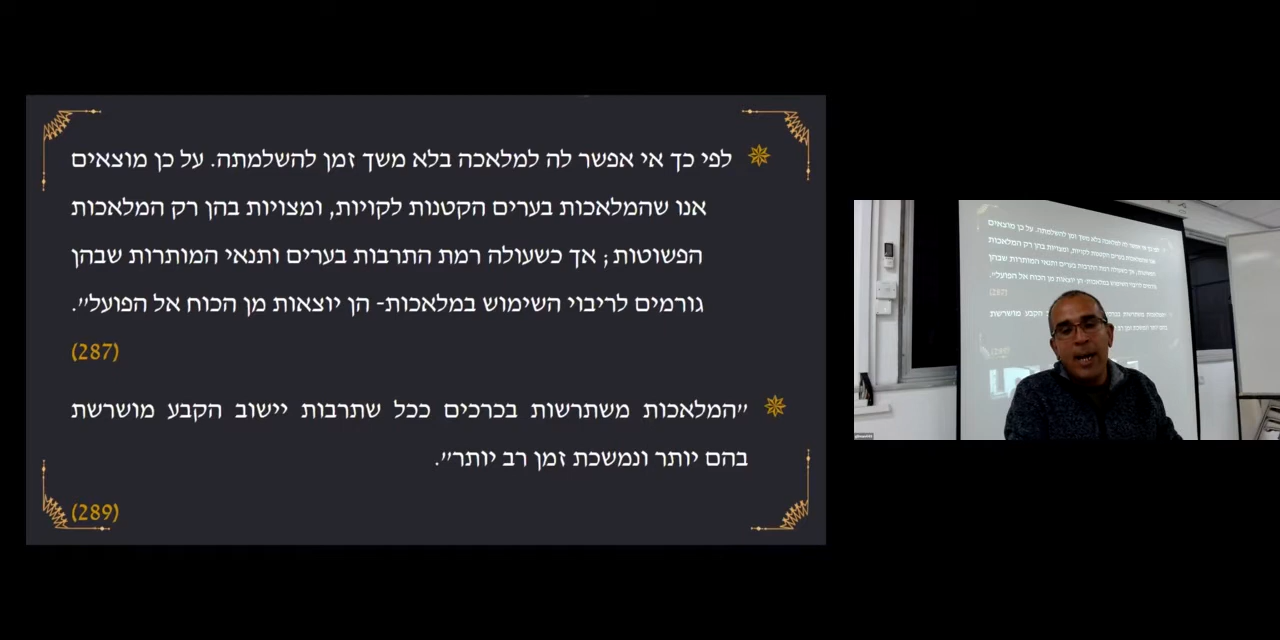 לפי כך אי אפשר לה למלאכה בלא משך זמן להשלמתה. על כן מוצאים
אנו שהמלאכות בערים הקטנות לקויות, ומצויות בהן רק המלאכות
הפשוטות; אך כשעולה רמת התרבות בערים ותנאי המותרות שבהן
גורמים לריבוי השימוש במלאכות- הן יוצאות מן הכוח אל הפועל".
(287)
"המלאכות משתרשות בכרכים ככל שתרבות יישוב הקבע מושרשת
בהם יותר ונמשכת זמן רב יותר".
(289)